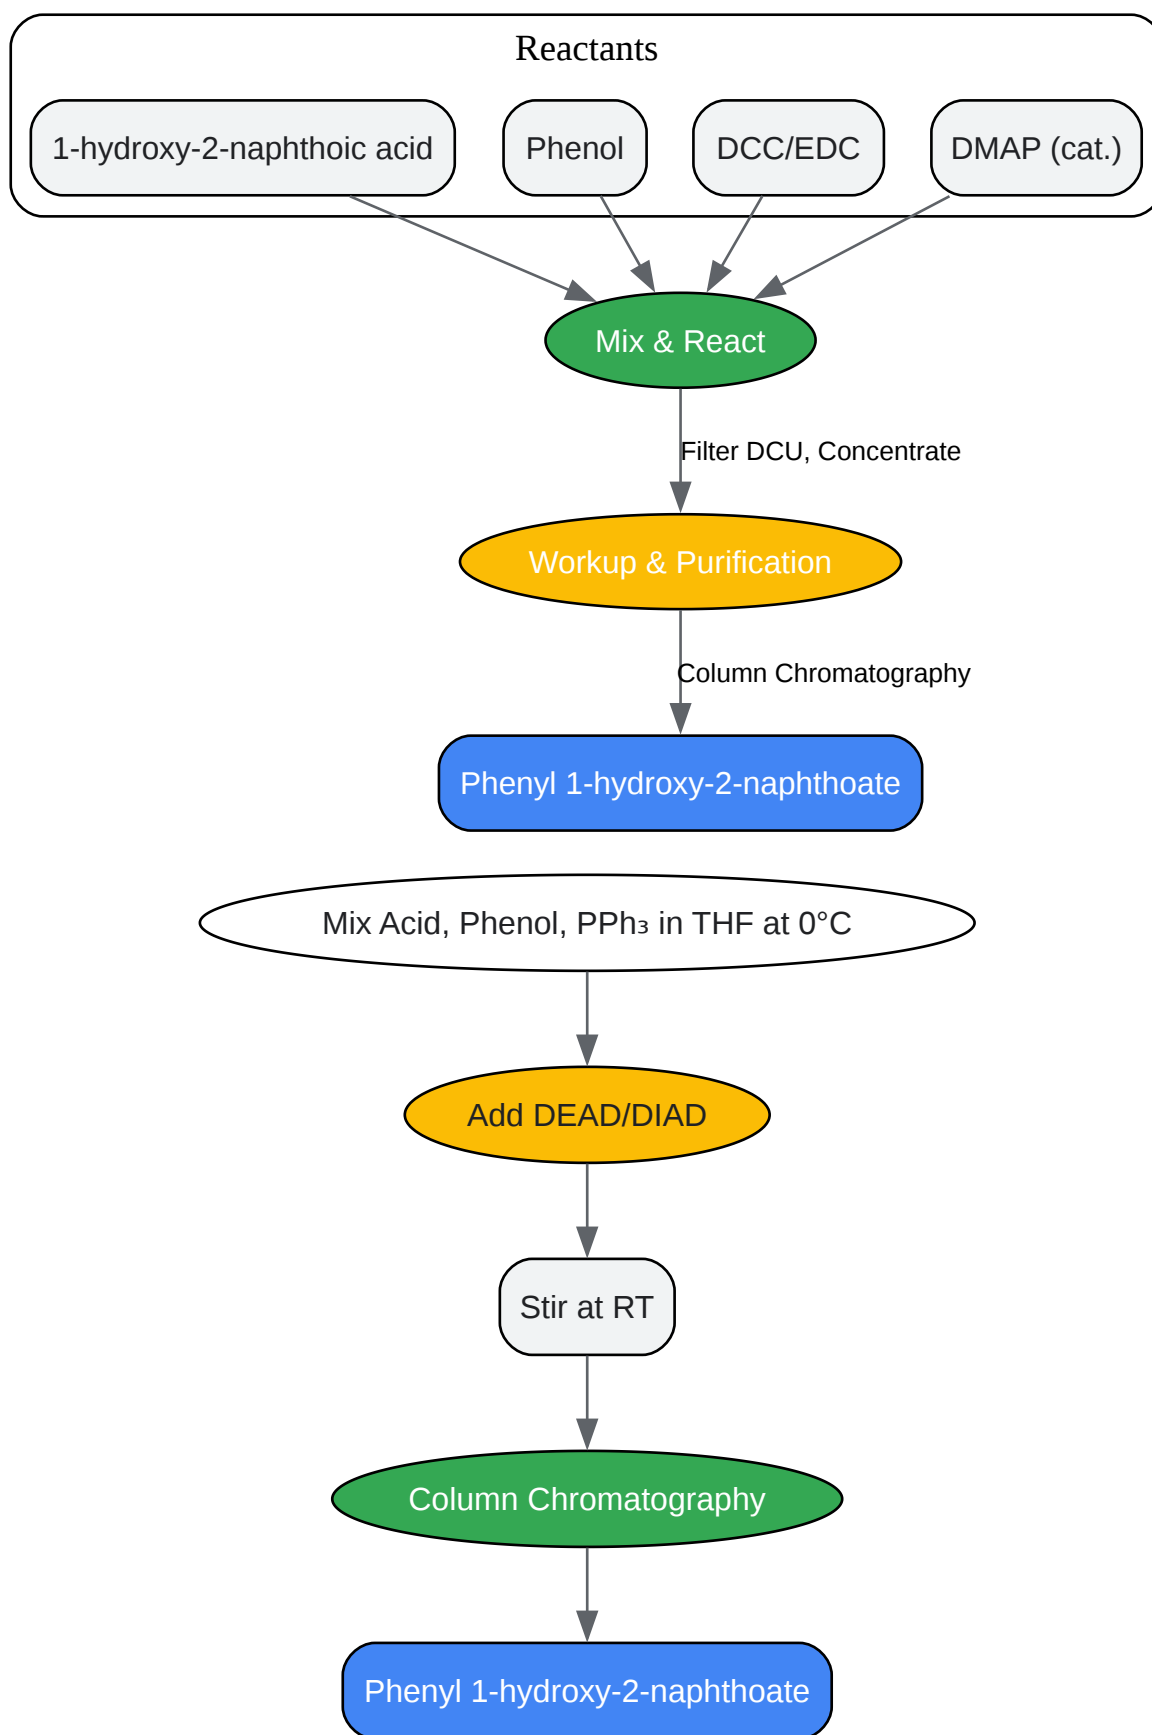 Reactants
1-hydroxy-2-naphthoic acid
Phenol
DCC/EDC
DMAP (cat.)
Mix & React
Filter DCU, Concentrate
Workup & Purification
Column Chromatography
Phenyl 1-hydroxy-2-naphthoate
Mix Acid, Phenol, PPh₃ in THF at 0°C
Add DEAD/DIAD
Stir at RT
Column Chromatography
Phenyl 1-hydroxy-2-naphthoate